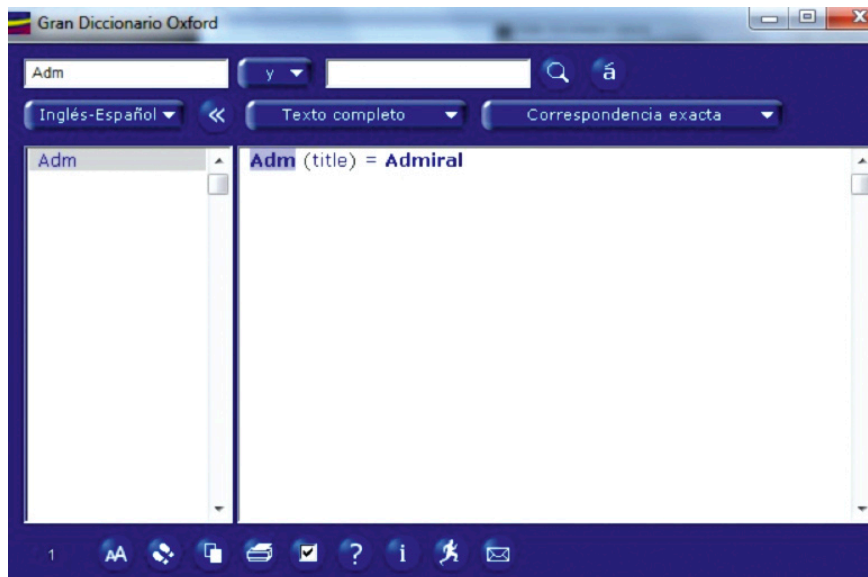 Gran Diccionario Oxford
Adm
y
á
Inglés-Español
Texto completo
Correspondencia exacta
Adm
Adm (title) = Admiral
1 AA ? i